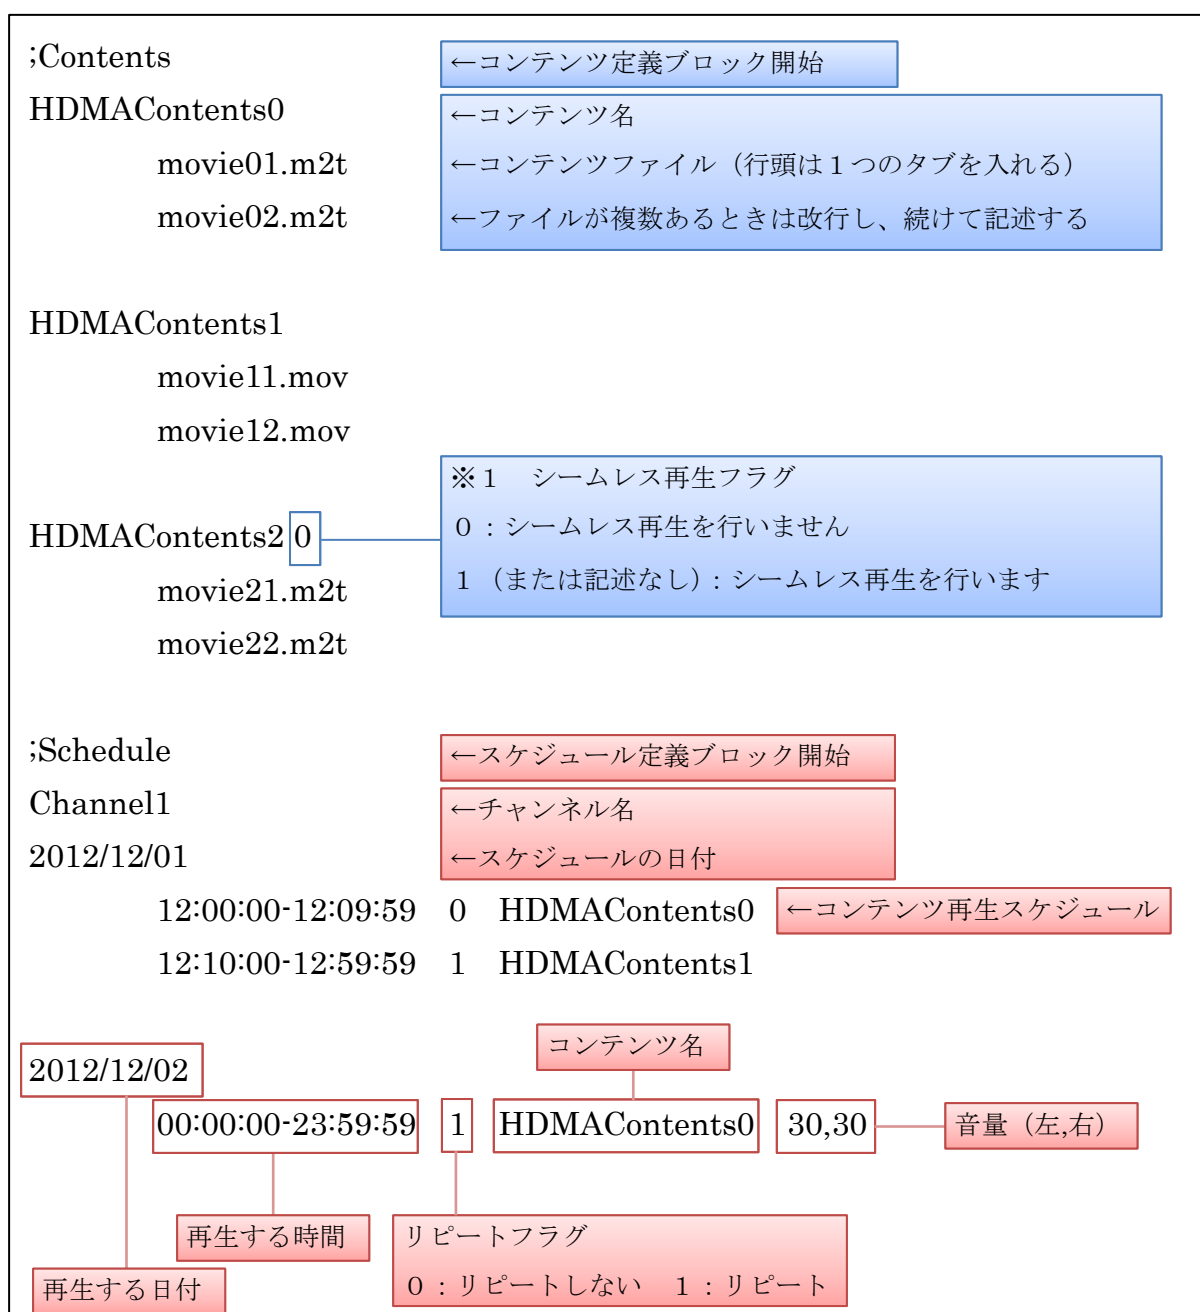 ;Contents ←コンテンツ定義ブロック開始
HDMAContents0 ←コンテンツ名
movie01.m2t ←コンテンツファイル（行頭は１つのタブを入れる）
movie02.m2t ←ファイルが複数あるときは改行し、続けて記述する
HDMAContents1
movie11.mov
movie12.mov
※１　シームレス再生フラグ
HDMAContents2 0 ０：シームレス再生を行いません
movie21.m2t １（または記述なし）：シームレス再生を行います
movie22.m2t
;Schedule ←スケジュール定義ブロック開始
Channel1 ←チャンネル名
2012/12/01 ←スケジュールの日付
12:00:00-12:09:59 0 HDMAContents0 ←コンテンツ再生スケジュール
12:10:00-12:59:59 1 HDMAContents1
コンテンツ名
2012/12/02
00:00:00-23:59:59 1 HDMAContents0 30,30 音量（左,右）
再生する時間 リピートフラグ
再生する日付 ０：リピートしない　１：リピート